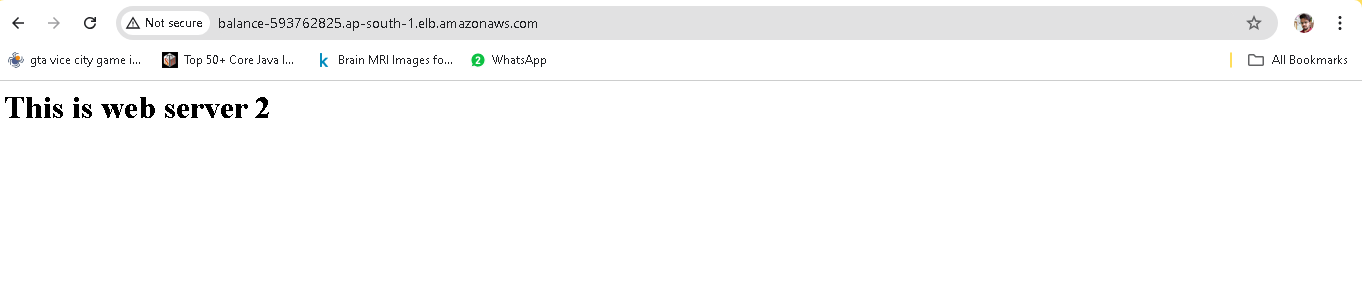 Not secure balance-593762825.ap-south-1.elb.amazonaws.com
gta vice city game i... Top 50+ Core Java I... k Brain MRI Images fo... 2 WhatsApp All Bookmarks
This is web server 2